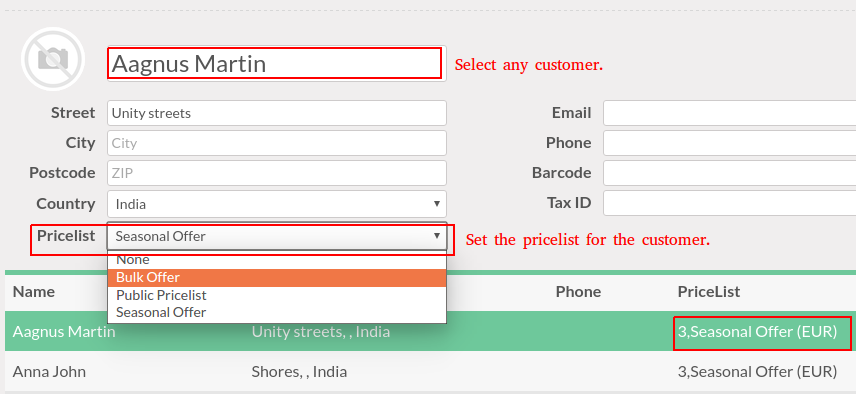 Aagnus Martin Select any customer.
Street Unity streets Email
City City Phone
Postcode ZIP Barcode
Country India Tax ID
Pricelist Seasonal Offer Set the pricelist for the customer.
None
Bulk Offer
Public Pricelist
Seasonal Offer
Name Phone PriceList
Aagnus Martin Unity streets, , India 3,Seasonal Offer (EUR)
Anna John Shores, , India 3,Seasonal Offer (EUR)